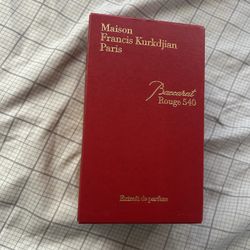 Maison
Francis Kurkdjian
Paris
Baccarat
Rouge 540
Extrait de parfum